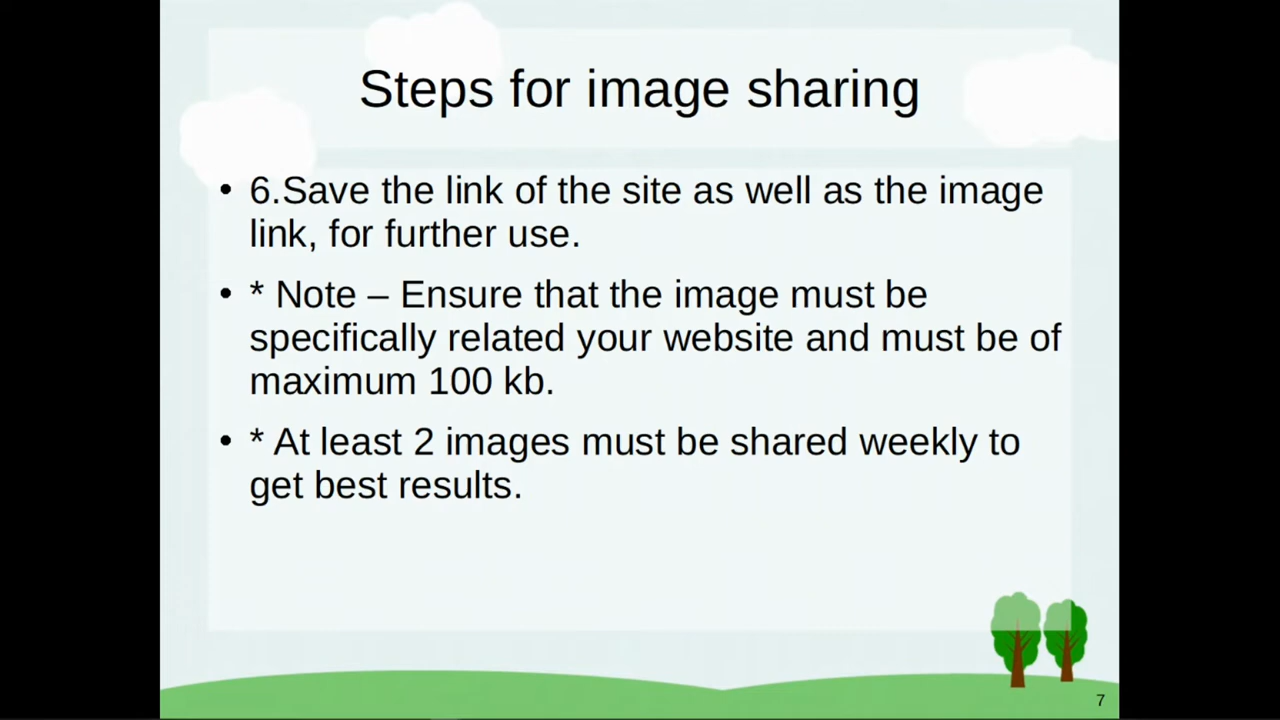 Steps for image sharing
• 6.Save the link of the site as well as the image
link, for further use.
• * Note – Ensure that the image must be
specifically related your website and must be of
maximum 100 kb.
• * At least 2 images must be shared weekly to
get best results.
7